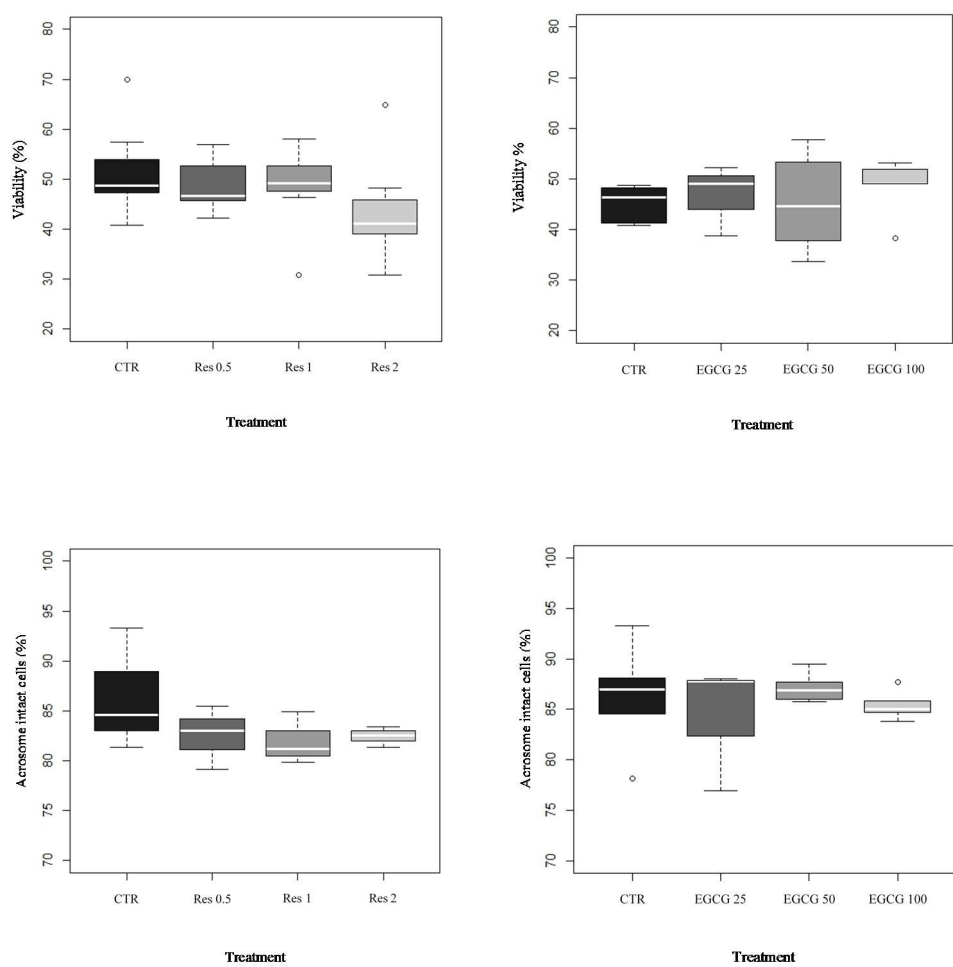 80
70
60
50
40
30
20
Viability (%)
CTR Res 0.5 Res 1 Res 2
Treatment
80
70
60
50
40
30
20
Viability %
CTR EGCG 25 EGCG 50 EGCG 100
Treatment
100
95
90
85
80
75
70
Acrosome intact cells (%)
CTR Res 0.5 Res 1 Res 2
Treatment
100
95
90
85
80
75
70
Acrosome intact cells (%)
CTR EGCG 25 EGCG 50 EGCG 100
Treatment